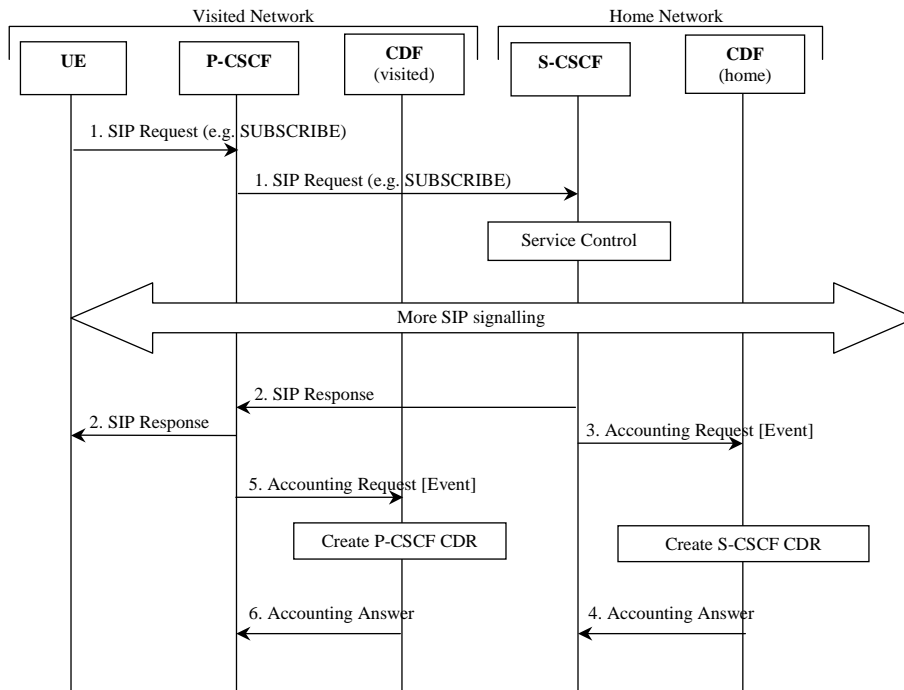 Visited Network
Home Network
UE
P-CSCF
CDF
(visited)
S-CSCF
CDF
(home)
1. SIP Request (e.g. SUBSCRIBE)
1. SIP Request (e.g. SUBSCRIBE)
Service Control
More SIP signalling
2. SIP Response
2. SIP Response
3. Accounting Request [Event]
5. Accounting Request [Event]
Create P-CSCF CDR
Create S-CSCF CDR
6. Accounting Answer
4. Accounting Answer